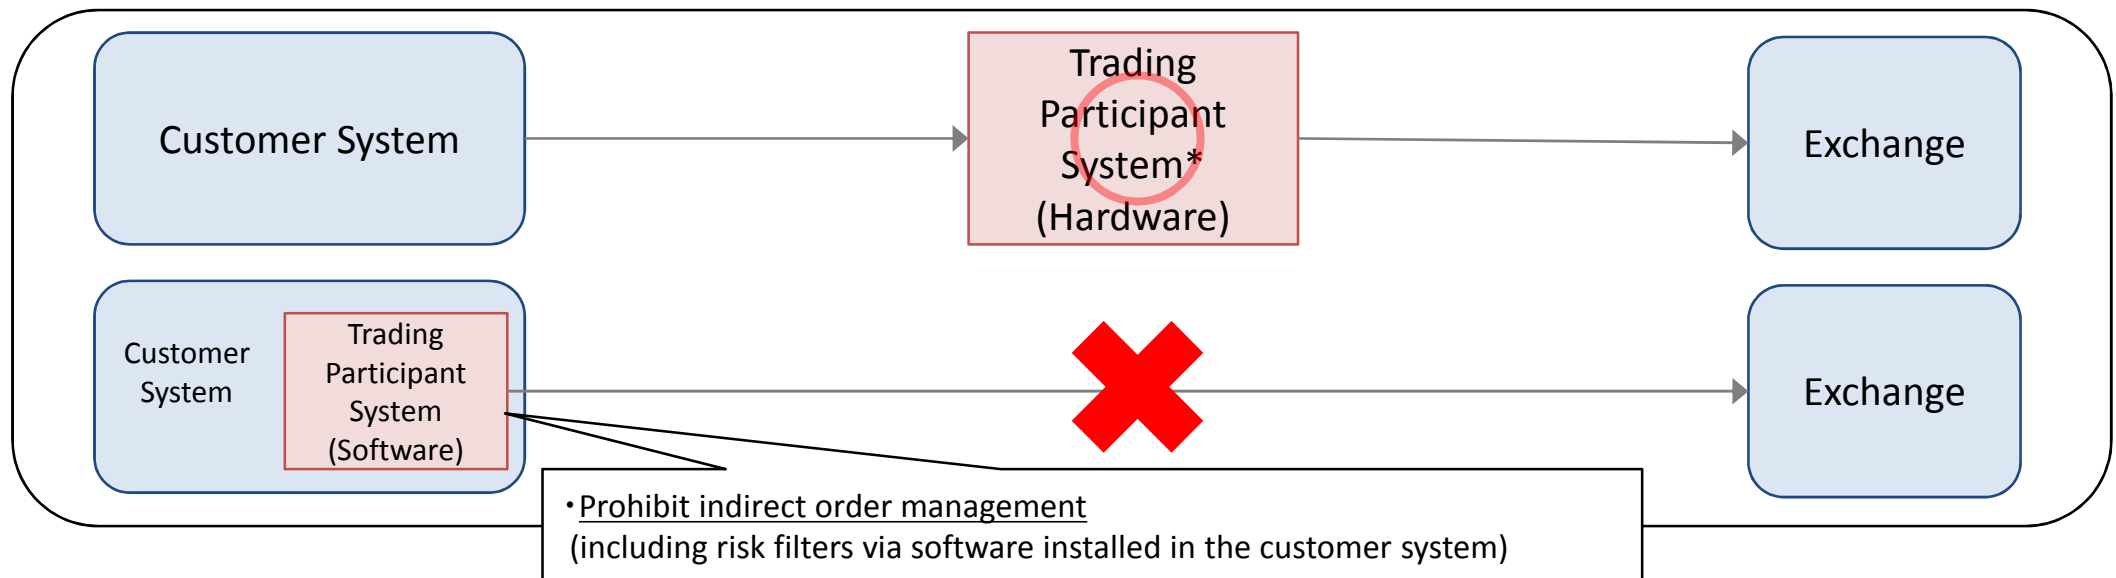 Customer System
Trading
Participant
System*
(Hardware)
Exchange
Customer
System
Trading
Participant
System
(Software)
Exchange
・Prohibit indirect order management
(including risk filters via software installed in the customer system)